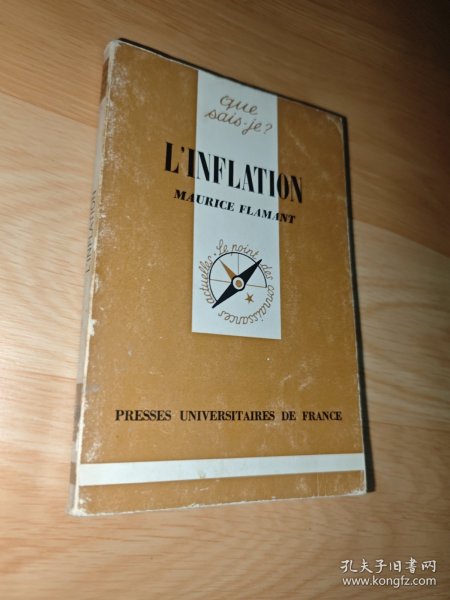 que
sais-je?
L'INFLATION
MAURICE FLAMANT
le point des connaissances actuelles
PRESSES UNIVERSITAIRES DE FRANCE
L'INFLATION
孔夫子旧书网
www.kongfz.com